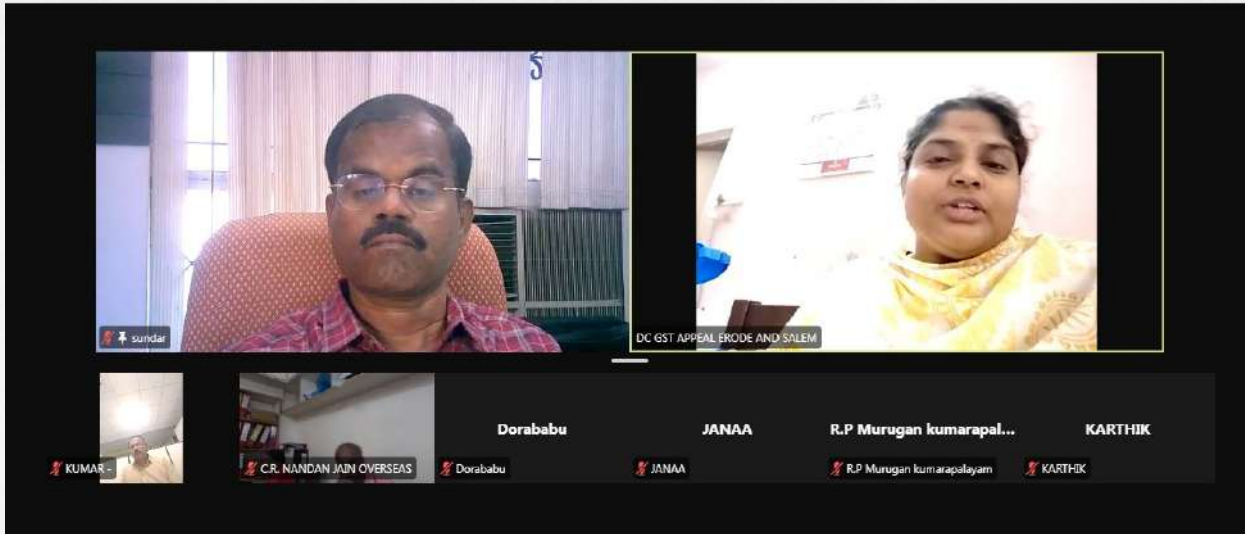 sundar
DC GST APPEAL ERODE AND SALEM
KUMAR -
C.R. NANDAN JAIN OVERSEAS
Dorababu
Dorababu
JANAA
JANAA
R.P Murugan kumarapal...
R.P Murugan kumarapalayam
KARTHIK
KARTHIK